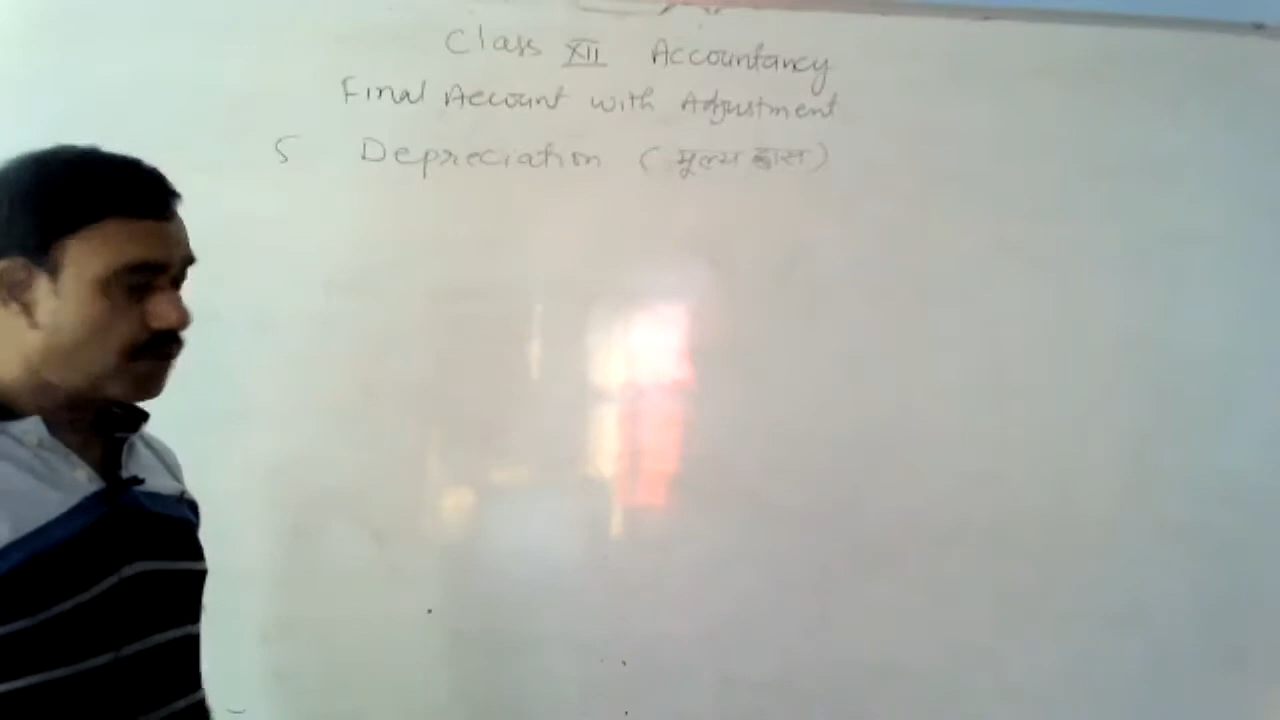 Class XII Accountancy
Final Account with Adjustment
5 Depreciation (मूल्य ह्रास)